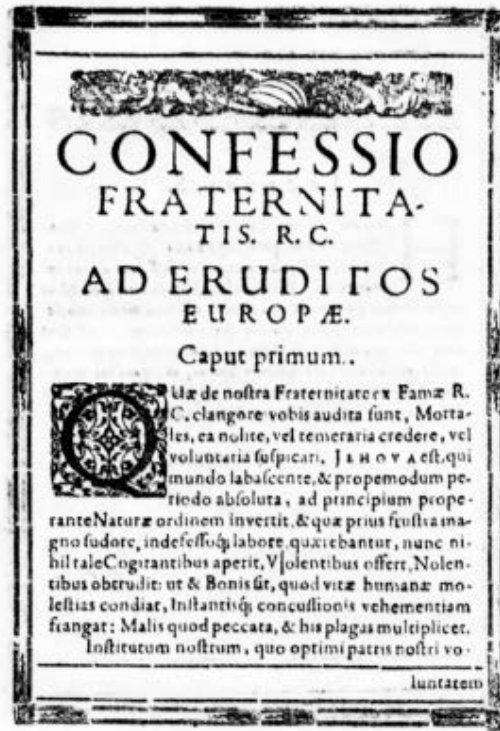 CONFESSIO
FRATERNITA-
TIS. R. C.
AD ERUDITOS
EUROPÆ.
Caput primum..
QUæ de noſtra Fraternitate ex Famæ R.
C. clangore vobis audita ſunt, Morta-
les, ea nolite, vel temeraria credere, vel
voluntaria ſuſpicari. JEHOVA eſt, qui
mundo labaſcente, & propemodum pe-
riodo abſoluta, ad principium prope-
rante Naturæ ordinem invertit, & quæ prius fruſtra ma-
gno ſudore, indefeſſoq́; labore quærebantur, nunc ni-
hil tale Cogitantibus aperit, Volentibus offert, Nolen-
tibus obtrudit: ut & Bonis ſit, quod vitæ humanæ mo-
leſtias condiat, Inſtantisq́; concuſſionis vehementiam
frangat; Malis quod peccata, & his plagas multiplicet.
Inſtitutum noſtrum, quo optimi patris noſtri vo-
luntatem